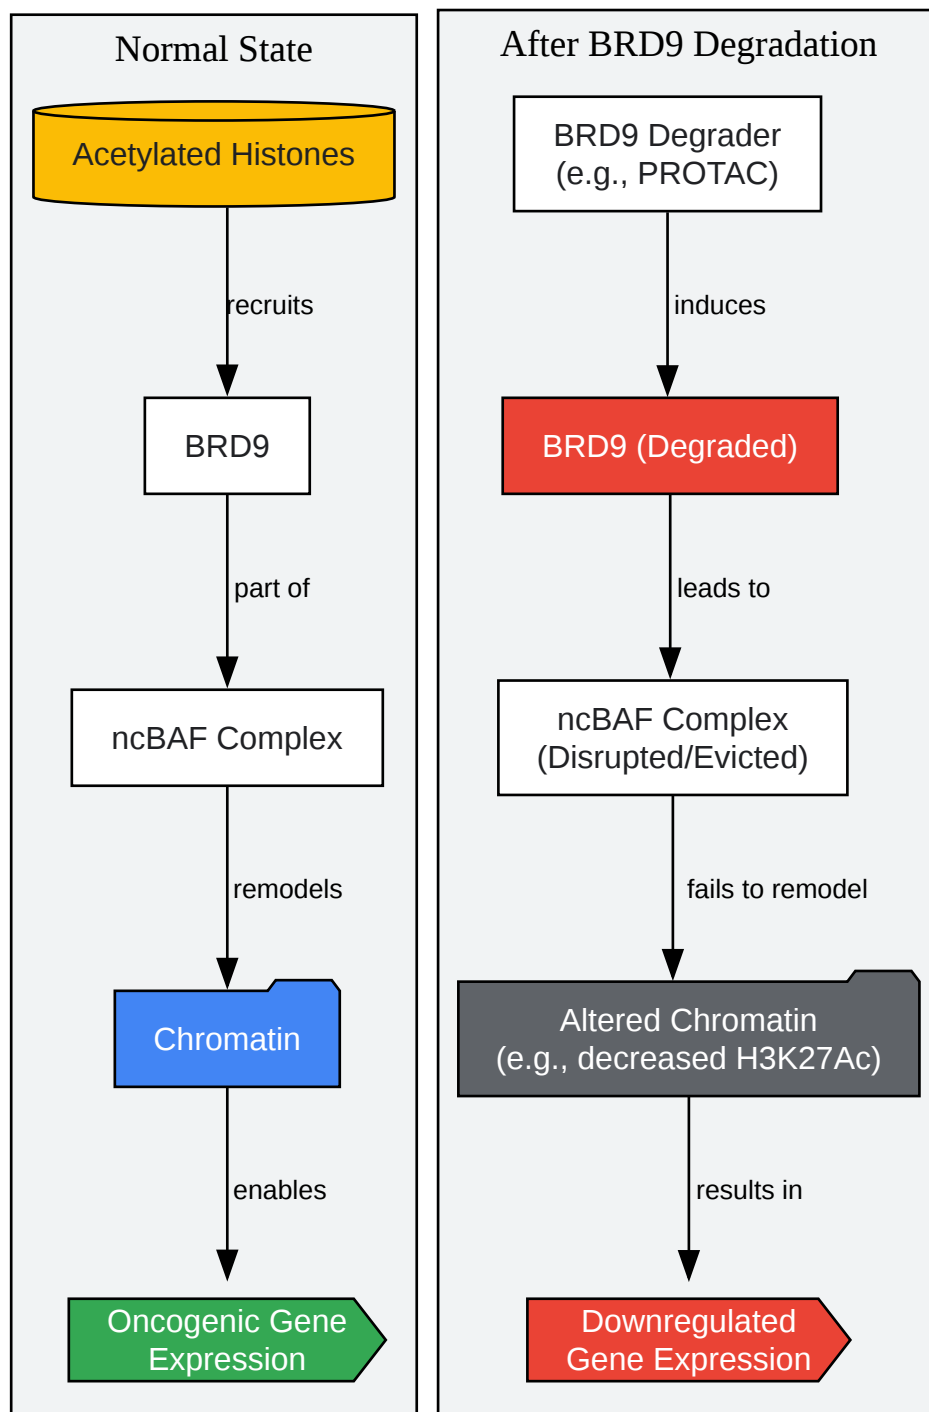 Normal State
Acetylated Histones
recruits
BRD9
part of
ncBAF Complex
remodels
Chromatin
enables
Oncogenic Gene
Expression
After BRD9 Degradation
BRD9 Degrader
(e.g., PROTAC)
induces
BRD9 (Degraded)
leads to
ncBAF Complex
(Disrupted/Evicted)
fails to remodel
Altered Chromatin
(e.g., decreased H3K27Ac)
results in
Downregulated
Gene Expression